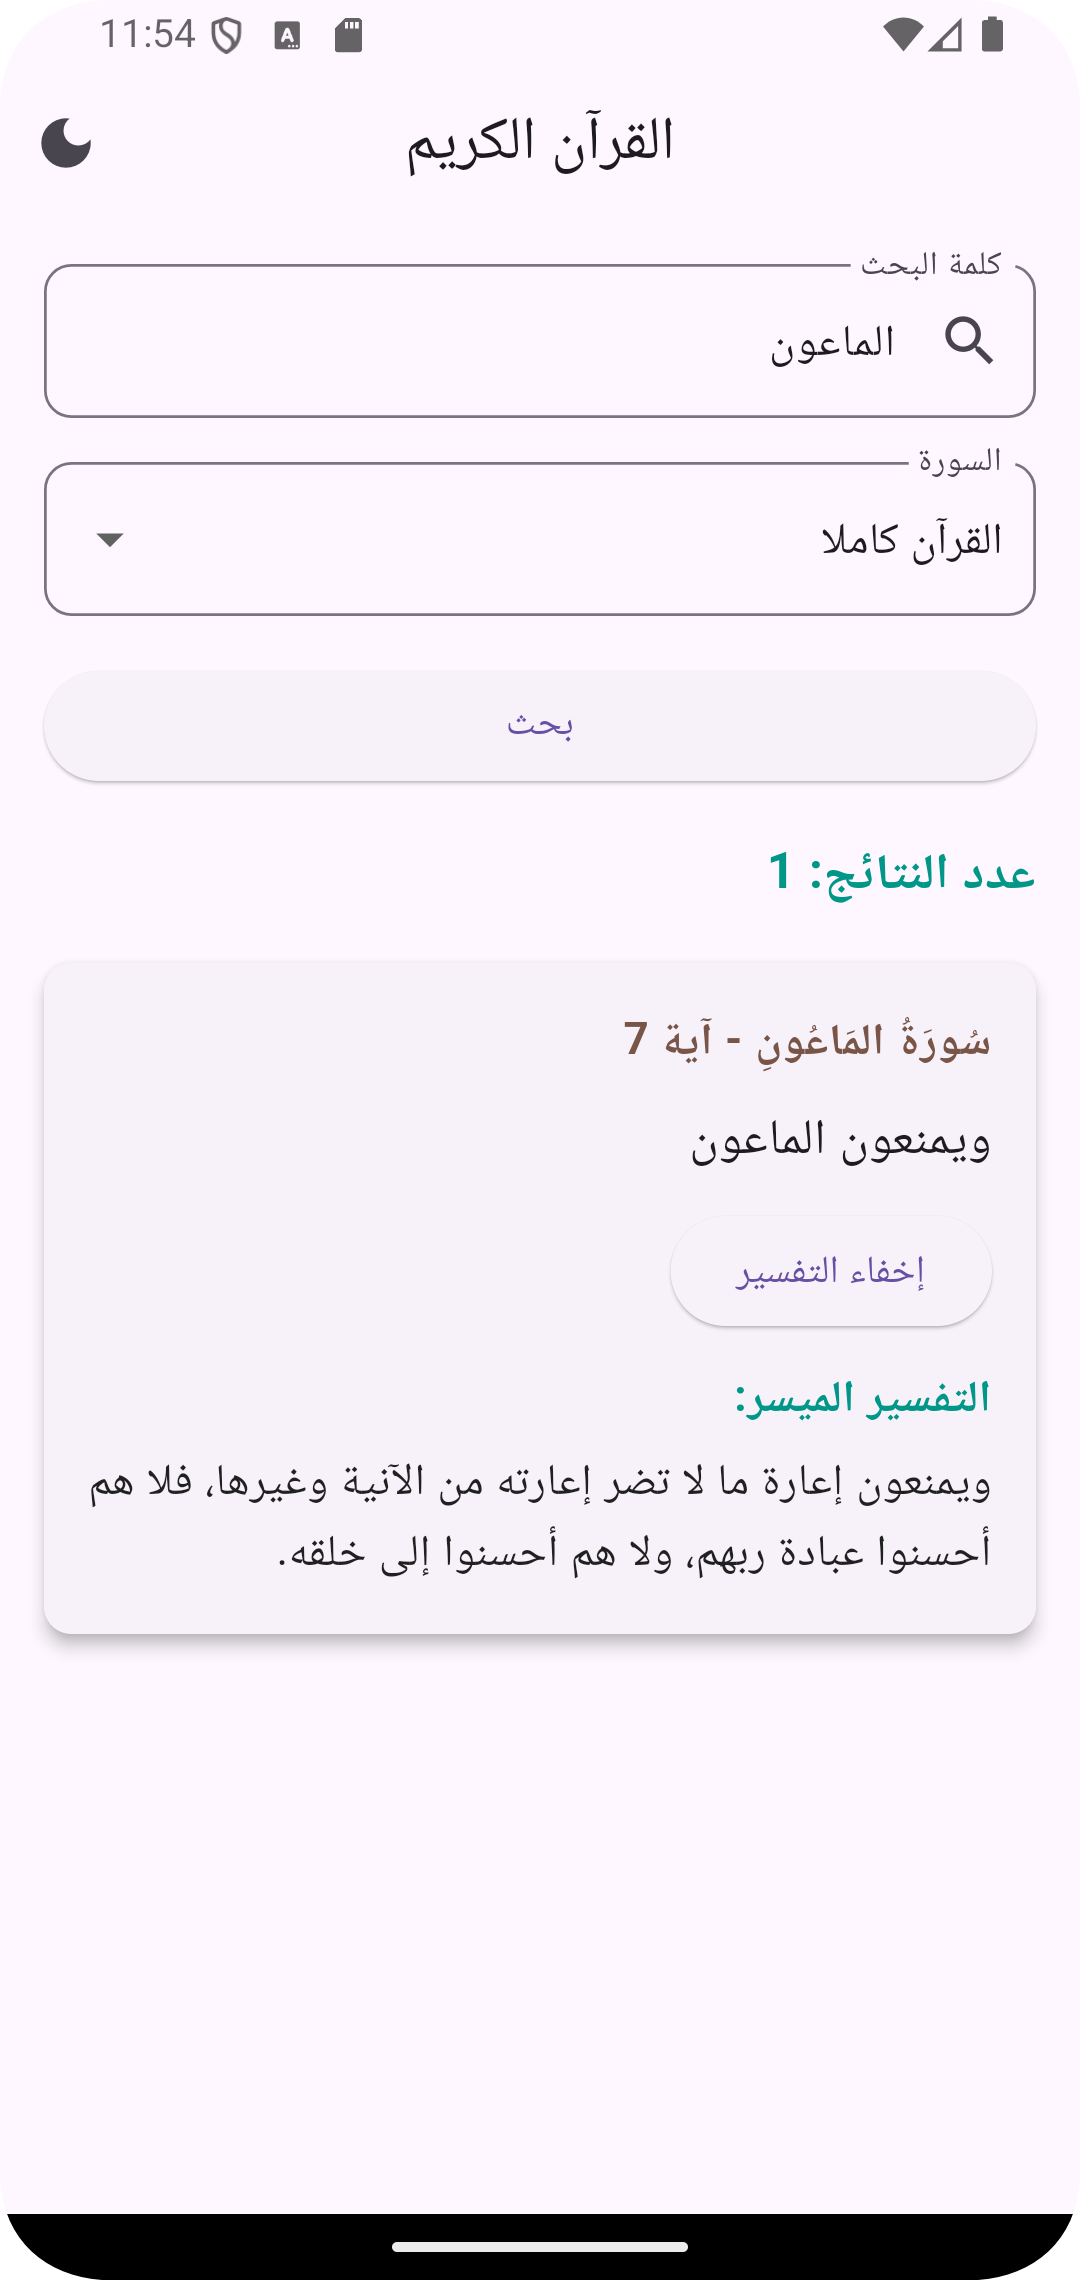 11:54
القرآن الكريم
كلمة البحث
الماعون
السورة
القرآن كاملا
بحث
عدد النتائج: 1
سُورَةُ المَاعُونِ - آية 7
ويمنعون الماعون
إخفاء التفسير
التفسير الميسر:
ويمنعون إعارة ما لا تضر إعارته من الآنية وغيرها، فلا هم
أحسنوا عبادة ربهم، ولا هم أحسنوا إلى خلقه.